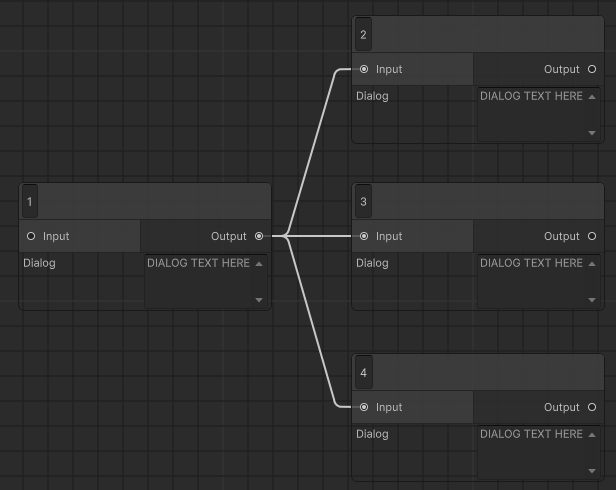 2
Input Output
Dialog DIALOG TEXT HERE
1
Input Output
Dialog DIALOG TEXT HERE
3
Input Output
Dialog DIALOG TEXT HERE
4
Input Output
Dialog DIALOG TEXT HERE